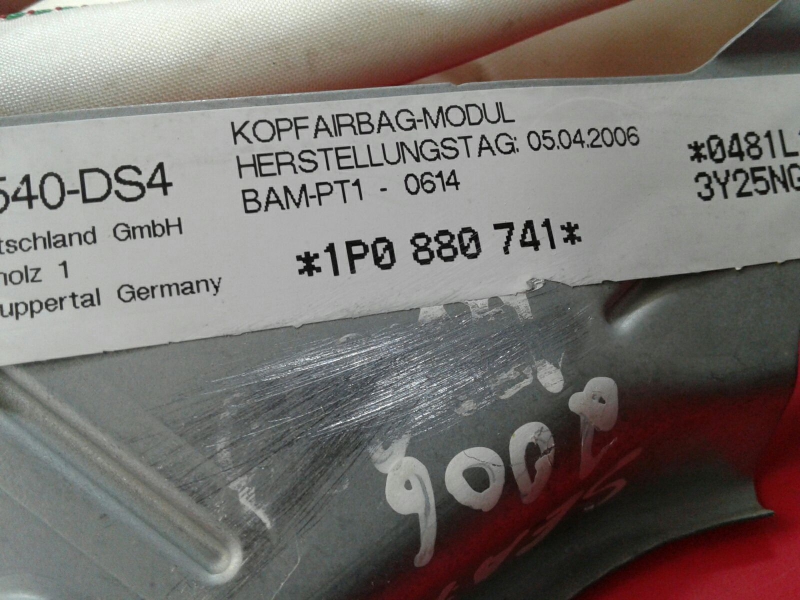 540-DS4
tschland GmbH
holz 1
uppertal Germany
KOPFAIRBAG-MODUL
HERSTELLUNGSTAG: 05.04.2006
BAM-PT1 - 0614
*1P0 880 741*
*0481L
3Y25NG
2006